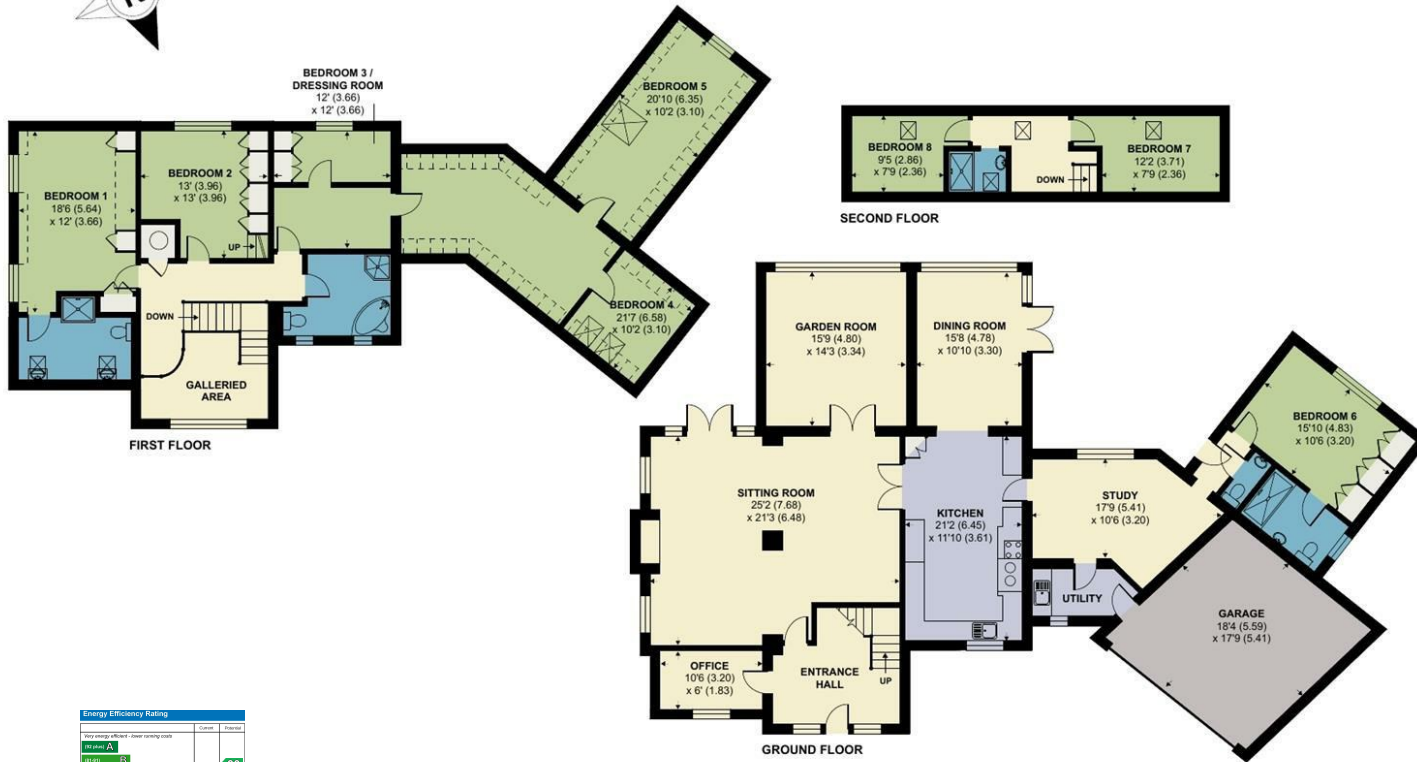 BEDROOM 3 /
DRESSING ROOM
12' (3.66)
x 12' (3.66)
BEDROOM 5
20'10 (6.35)
x 10'2 (3.10)
BEDROOM 1
18'6 (5.64)
x 12' (3.66)
BEDROOM 2
13' (3.96)
x 13' (3.96)
UP
DOWN
BEDROOM 4
21'7 (6.58)
x 10'2 (3.10)
GALLERIED
AREA
FIRST FLOOR
BEDROOM 8
9'5 (2.86)
x 7'9 (2.36)
DOWN
BEDROOM 7
12'2 (3.71)
x 7'9 (2.36)
SECOND FLOOR
GARDEN ROOM
15'9 (4.80)
x 14'3 (3.34)
DINING ROOM
15'8 (4.78)
x 10'10 (3.30)
BEDROOM 6
15'10 (4.83)
x 10'6 (3.20)
SITTING ROOM
25'2 (7.68)
x 21'3 (6.48)
KITCHEN
21'2 (6.45)
x 11'10 (3.61)
STUDY
17'9 (5.41)
x 10'6 (3.20)
UTILITY
GARAGE
18'4 (5.59)
x 17'9 (5.41)
OFFICE
10'6 (3.20)
x 6' (1.83)
ENTRANCE
HALL
UP
GROUND FLOOR
Energy Efficiency Rating
Current Potential
Very energy efficient - lower running costs
(92 plus) A
(81-91) B